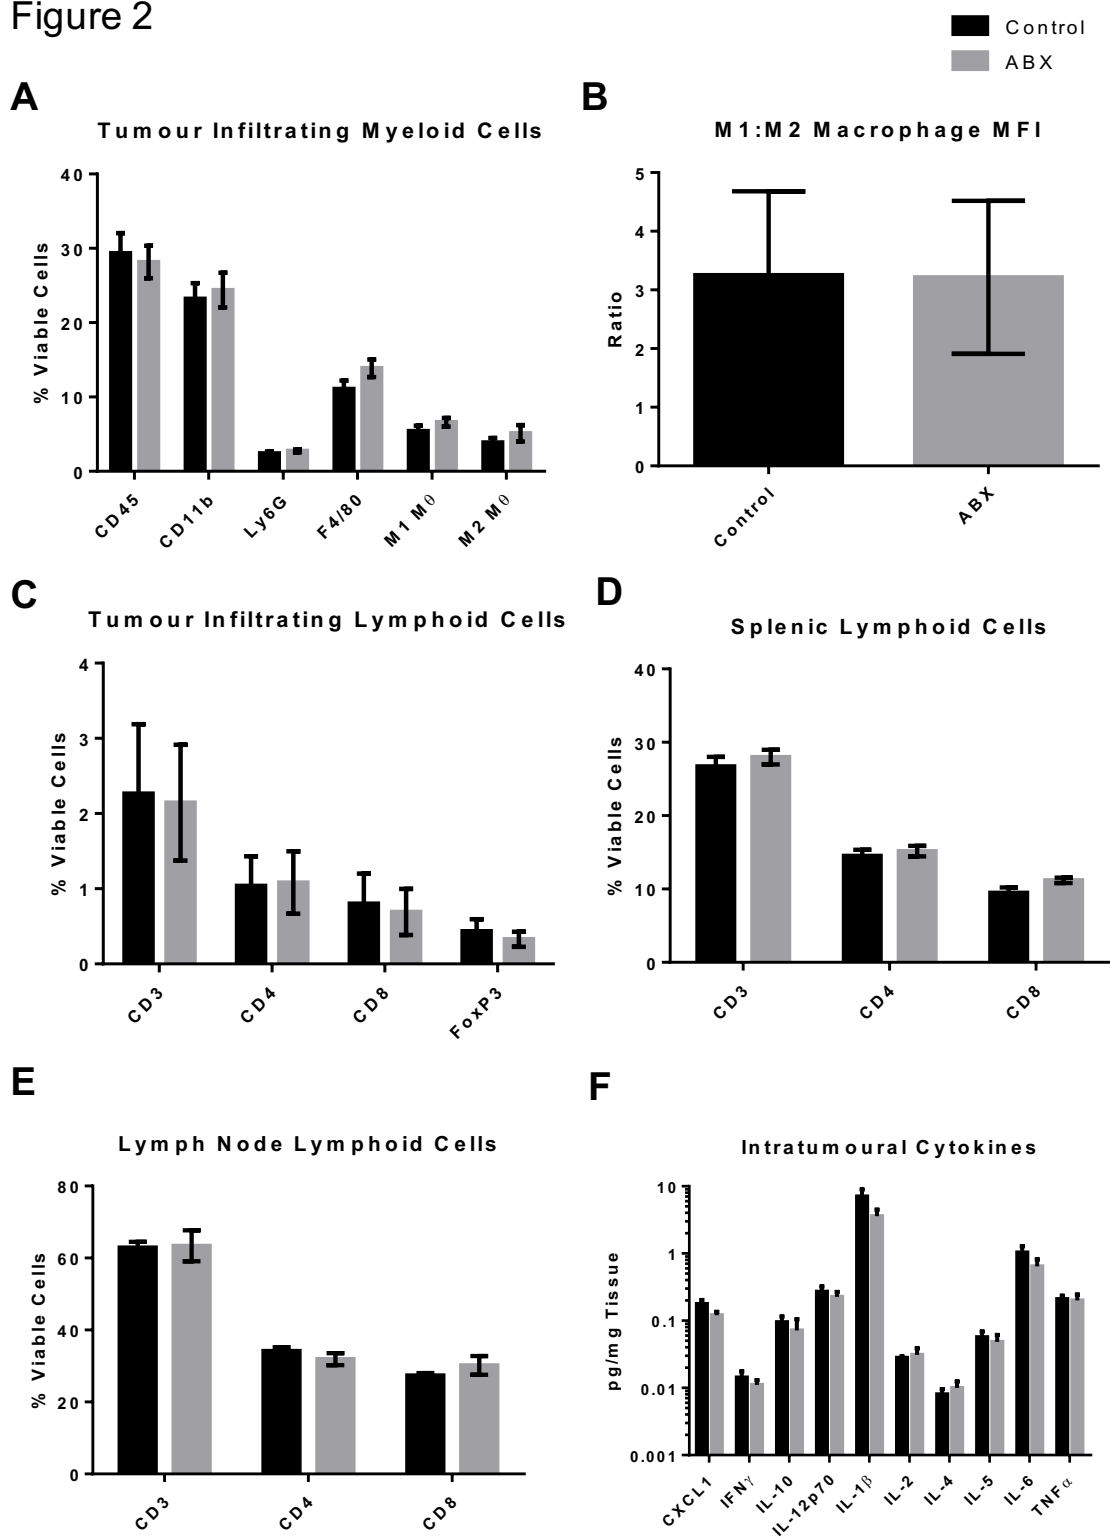 Figure 2
Control
ABX
A
Tumour Infiltrating Myeloid Cells
% Viable Cells
40
30
20
10
0
CD45
CD11b
Ly6G
F4/80
M1 Mθ
M2 Mθ
B
M1:M2 Macrophage MFI
Ratio
5
4
3
2
1
0
Control
ABX
C
Tumour Infiltrating Lymphoid Cells
% Viable Cells
4
3
2
1
0
CD3
CD4
CD8
FoxP3
D
Splenic Lymphoid Cells
% Viable Cells
40
30
20
10
0
CD3
CD4
CD8
E
Lymph Node Lymphoid Cells
% Viable Cells
80
60
40
20
0
CD3
CD4
CD8
F
Intratumoural Cytokines
pg/mg Tissue
10
1
0.1
0.01
0.001
CXCL1
IFNγ
IL-10
IL-12p70
IL-1β
IL-2
IL-4
IL-5
IL-6
TNFα